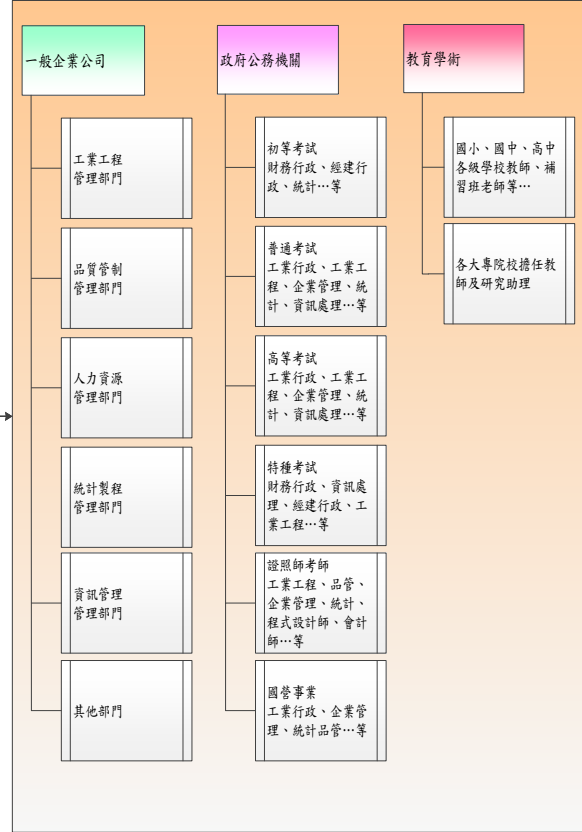 一般企業公司
工業工程
管理部門
品質管制
管理部門
人力資源
管理部門
統計製程
管理部門
資訊管理
管理部門
其他部門
政府公務機關
初等考試
財務行政、經建行
政、統計…等
普通考試
工業行政、工業工
程、企業管理、統
計、資訊處理…等
高等考試
工業行政、工業工
程、企業管理、統
計、資訊處理…等
特種考試
財務行政、資訊處
理、經建行政、工
業工程…等
證照師考師
工業工程、品管、
企業管理、統計、
程式設計師、會計
師…等
國營事業
工業行政、企業管
理、統計品管…等
教育學術
國小、國中、高中
各級學校教師、補
習班老師等…
各大專院校擔任教
師及研究助理